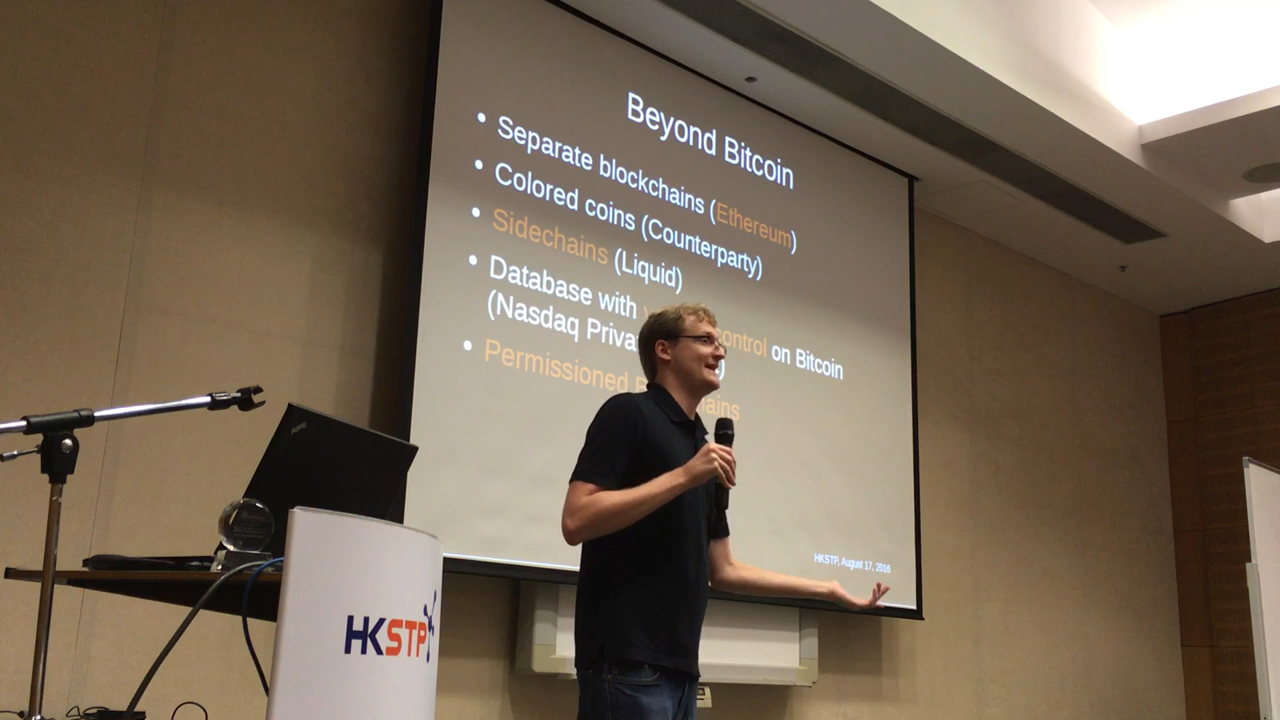 Beyond Bitcoin
• Separate blockchains (Ethereum)
• Colored coins (Counterparty)
• Sidechains (Liquid)
• Database with control on Bitcoin
(Nasdaq
• Permissioned
HKSTP, August 17, 2016
HKSTP